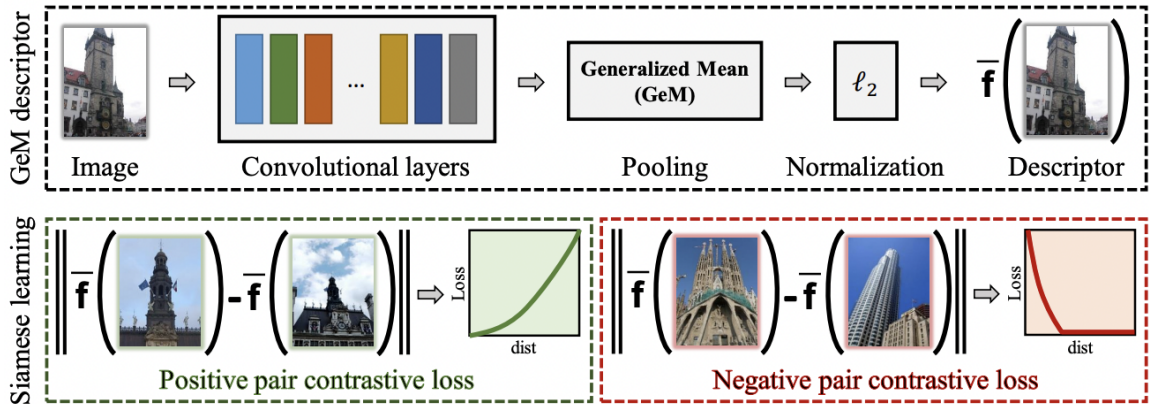 GeM descriptor
...
Generalized Mean
(GeM)
ℓ2
f̅
Image
Convolutional layers
Pooling
Normalization
Descriptor
Siamese learning
‖ f̅ ( ) - f̅ ( ) ‖
Loss
dist
Positive pair contrastive loss
‖ f̅ ( ) - f̅ ( ) ‖
Loss
dist
Negative pair contrastive loss